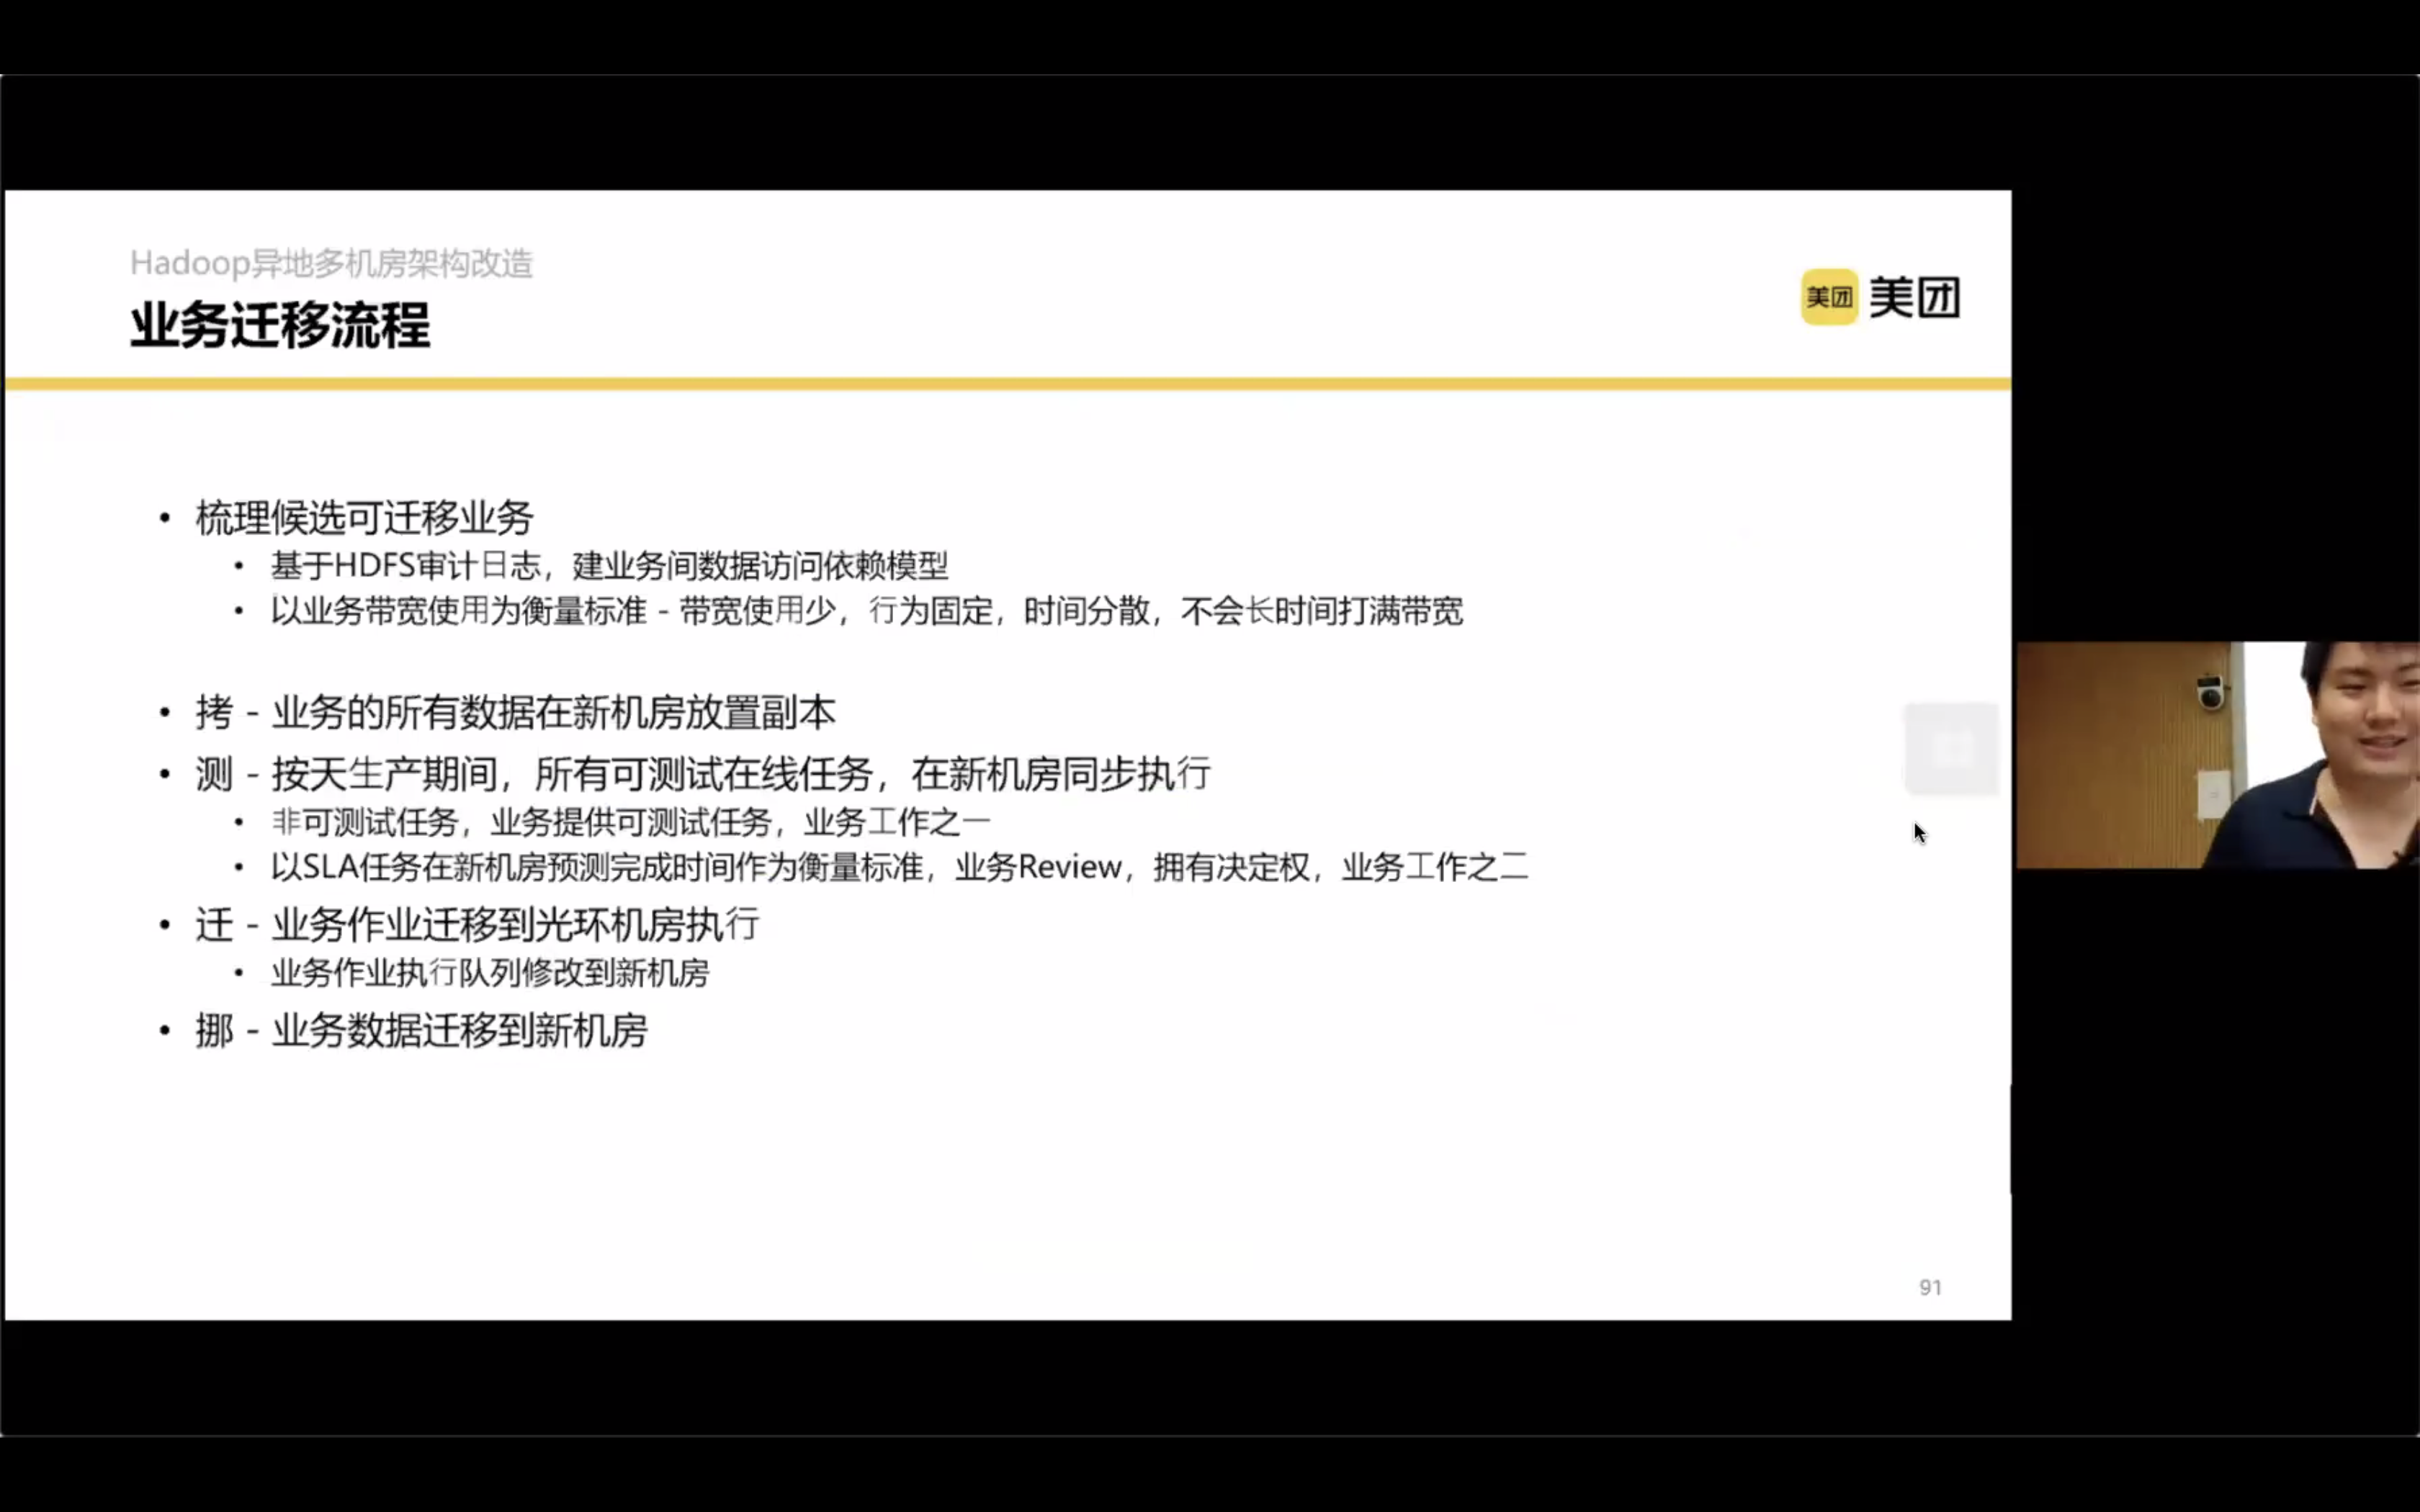 Hadoop异地多机房架构改造
业务迁移流程
美团 美团
• 梳理候选可迁移业务
• 基于HDFS审计日志，建业务间数据访问依赖模型
• 以业务带宽使用为衡量标准 - 带宽使用少，行为固定，时间分散，不会长时间打满带宽
• 拷 - 业务的所有数据在新机房放置副本
• 测 - 按天生产期间，所有可测试在线任务，在新机房同步执行
• 非可测试任务，业务提供可测试任务，业务工作之一
• 以SLA任务在新机房预测完成时间作为衡量标准，业务Review，拥有决定权，业务工作之二
• 迁 - 业务作业迁移到光环机房执行
• 业务作业执行队列修改到新机房
• 挪 - 业务数据迁移到新机房
91